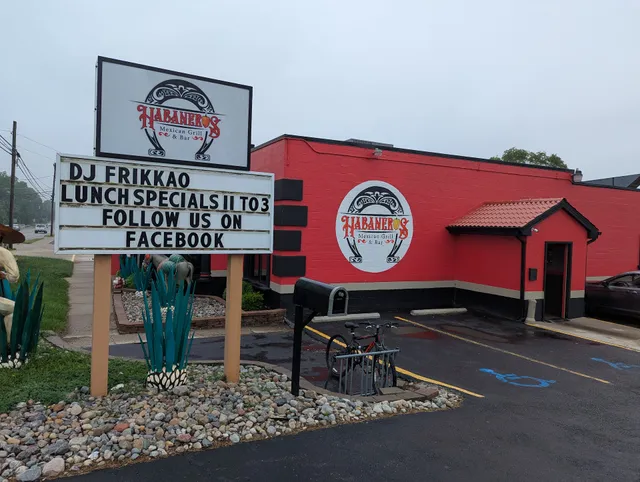 HABANEROS
Mexican Grill
& Bar
DJ FRIKKAO
LUNCH SPECIALS 11 TO 3
FOLLOW US ON
FACEBOOK
HABANEROS
Mexican Grill
& Bar